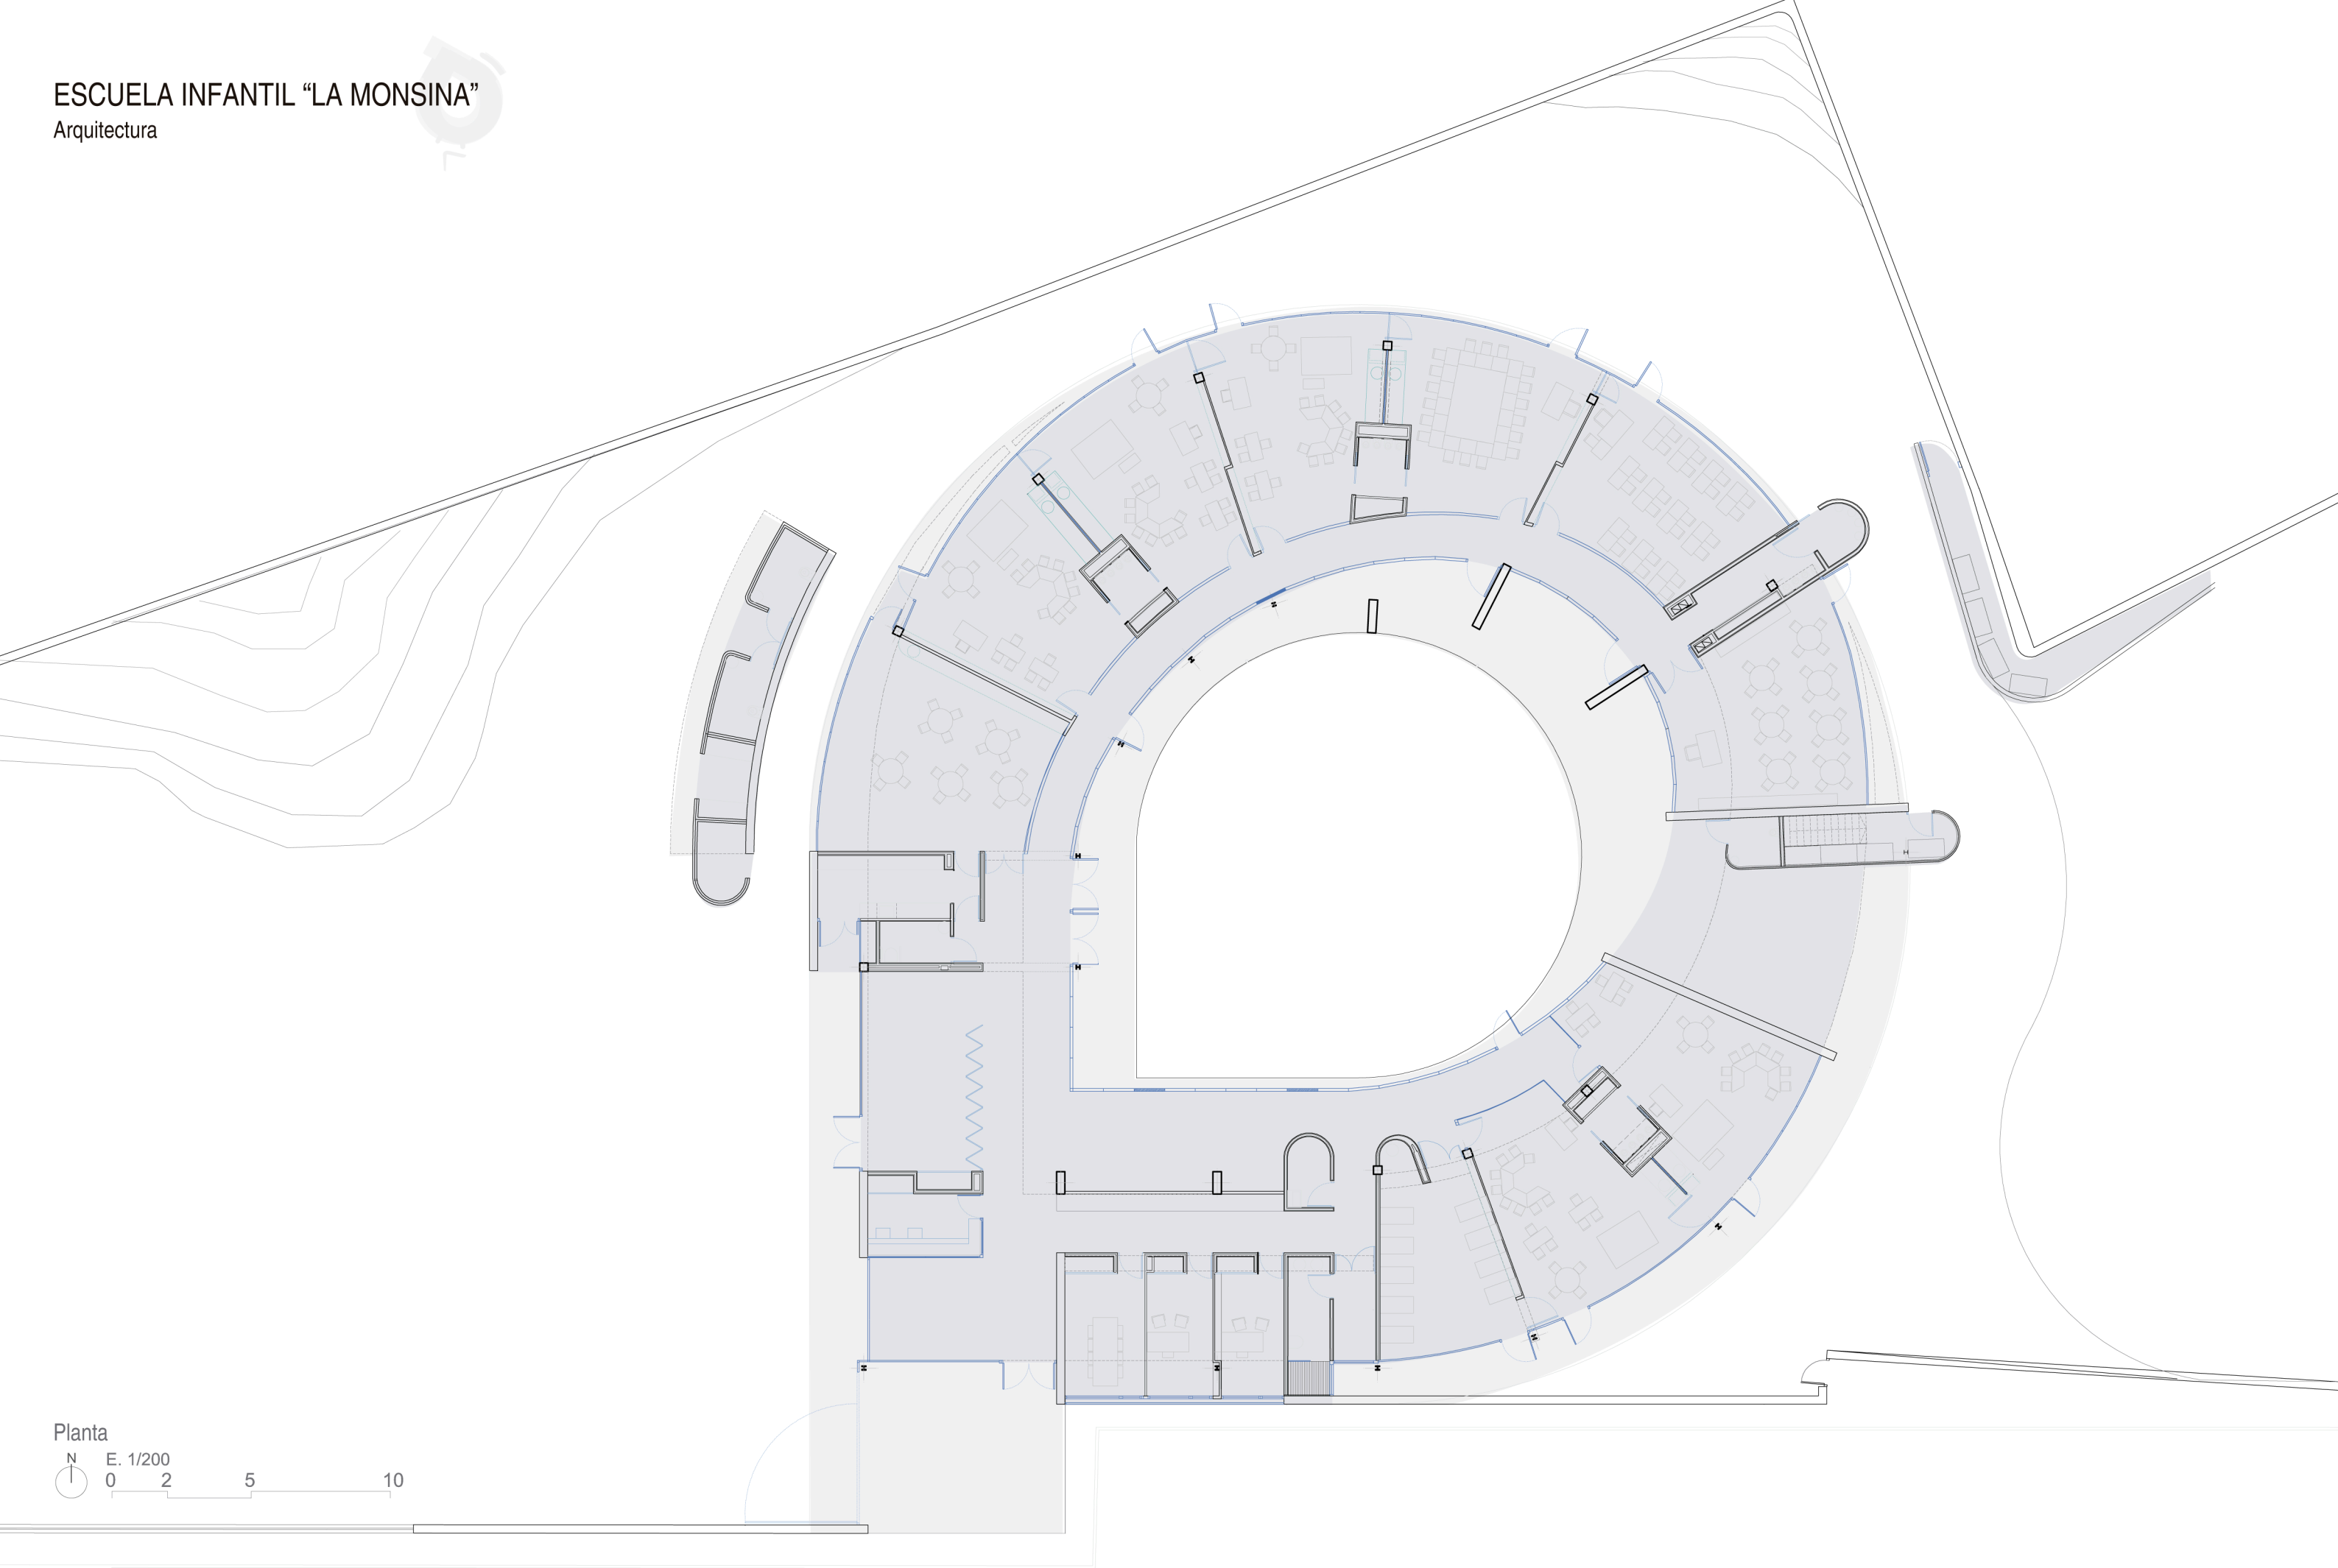 ESCUELA INFANTIL “LA MONSINA”
Arquitectura
Planta
N E. 1/200
0 2 5 10